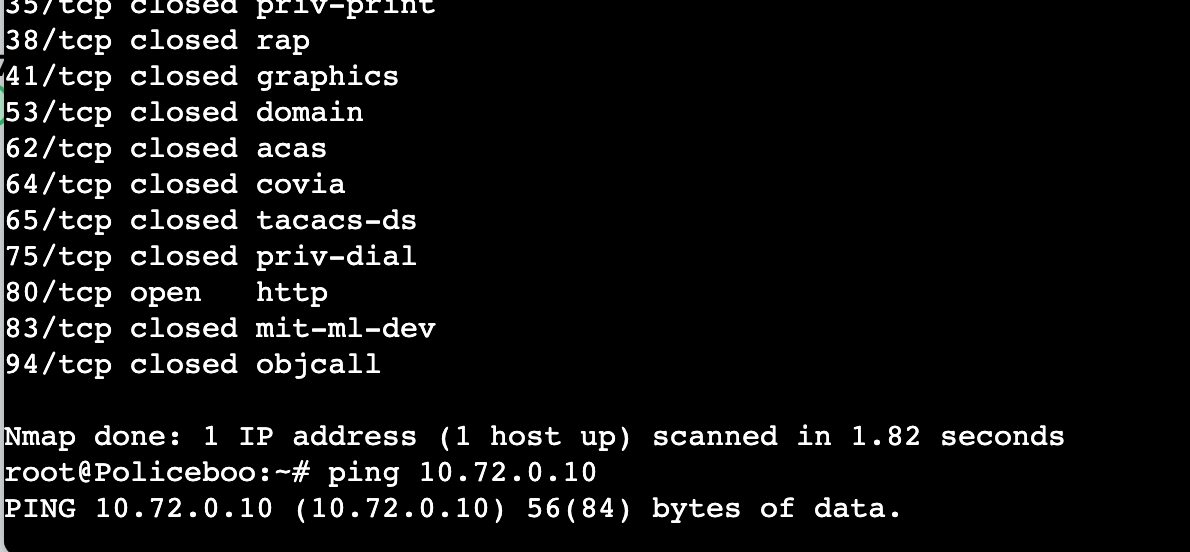 35/tcp closed priv-print
38/tcp closed rap
41/tcp closed graphics
53/tcp closed domain
62/tcp closed acas
64/tcp closed covia
65/tcp closed tacacs-ds
75/tcp closed priv-dial
80/tcp open   http
83/tcp closed mit-ml-dev
94/tcp closed objcall
Nmap done: 1 IP address (1 host up) scanned in 1.82 seconds
root@Policeboo:~# ping 10.72.0.10
PING 10.72.0.10 (10.72.0.10) 56(84) bytes of data.